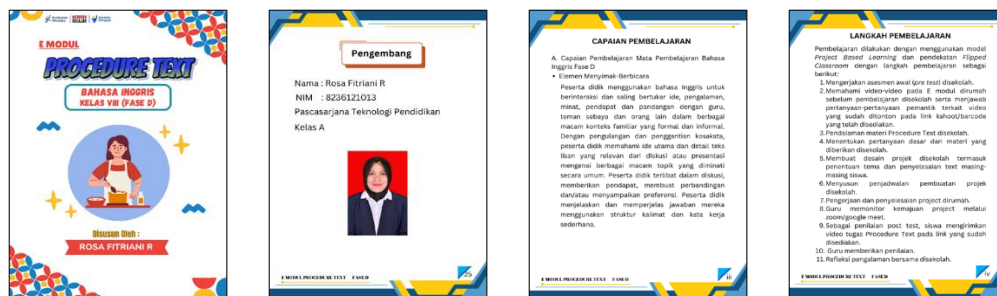 E MODUL
PROCEDURE TEXT
BAHASA INGGRIS
KELAS VIII (FASE D)
Disusun Oleh :
ROSA FITRIANI R
Pengembang
Nama : Rosa Fitriani R
NIM : 8236121013
Pascasarjana Teknologi Pendidikan
Kelas A
E MODUL PROCEDURE TEXT FASE D
25
CAPAIAN PEMBELAJARAN
A. Capaian Pembelajaran Mata Pembelajaran Bahasa
Inggris Fase D
• Elemen Menyimak-Berbicara
Peserta didik menggunakan bahasa Inggris untuk
berinteraksi dan saling bertukar ide, pengalaman,
minat, pendapat dan pandangan dengan guru,
teman sebaya dan orang lain dalam berbagai
macam konteks familiar yang formal dan informal.
Dengan pengulangan dan penggantian kosakata,
peserta didik memahami ide utama dan detail teks
lisan yang relevan dari diskusi atau presentasi
mengenai berbagai macam topik yang diminati
secara umum. Peserta didik terlibat dalam diskusi,
memberikan pendapat, membuat perbandingan
dan/atau menyampaikan preferensi. Peserta didik
menjelaskan dan memperjelas jawaban mereka
menggunakan struktur kalimat dan kata kerja
sederhana.
E MODUL PROCEDURE TEXT FASE D
iii
LANGKAH PEMBELAJARAN
Pembelajaran dilakukan dengan menggunakan model
Project Based Learning dan pendekatan Flipped
Classroom dengan langkah pembelajaran sebagai
berikut:
1. Mengerjakan asesmen awal (pre test) disekolah.
2. Memahami video-video pada E modul dirumah
sebelum pembelajaran disekolah serta menjawab
pertanyaan-pertanyaan pemantik terkait video
yang sudah ditonton pada link kahoot/barcode
yang telah disediakan.
3. Pendalaman materi Procedure Text disekolah.
4. Menentukan pertanyaan dasar dari materi yang
diberikan disekolah.
5. Membuat desain projek disekolah termasuk
penentuan tema dan penyelesaian text masing-
masing siswa.
6. Menyusun penjadwalan pembuatan projek
disekolah.
7. Pengerjaan dan penyelesaian project dirumah.
8. Guru memonitor kemajuan project melalui
zoom/google meet.
9. Sebagai penilaian post test, siswa mengirimkan
video tugas Procedure Text pada link yang sudah
disediakan.
10. Guru memberikan penilaian.
11. Refleksi pengalaman bersama disekolah.
E MODUL PROCEDURE TEXT FASE D
iv